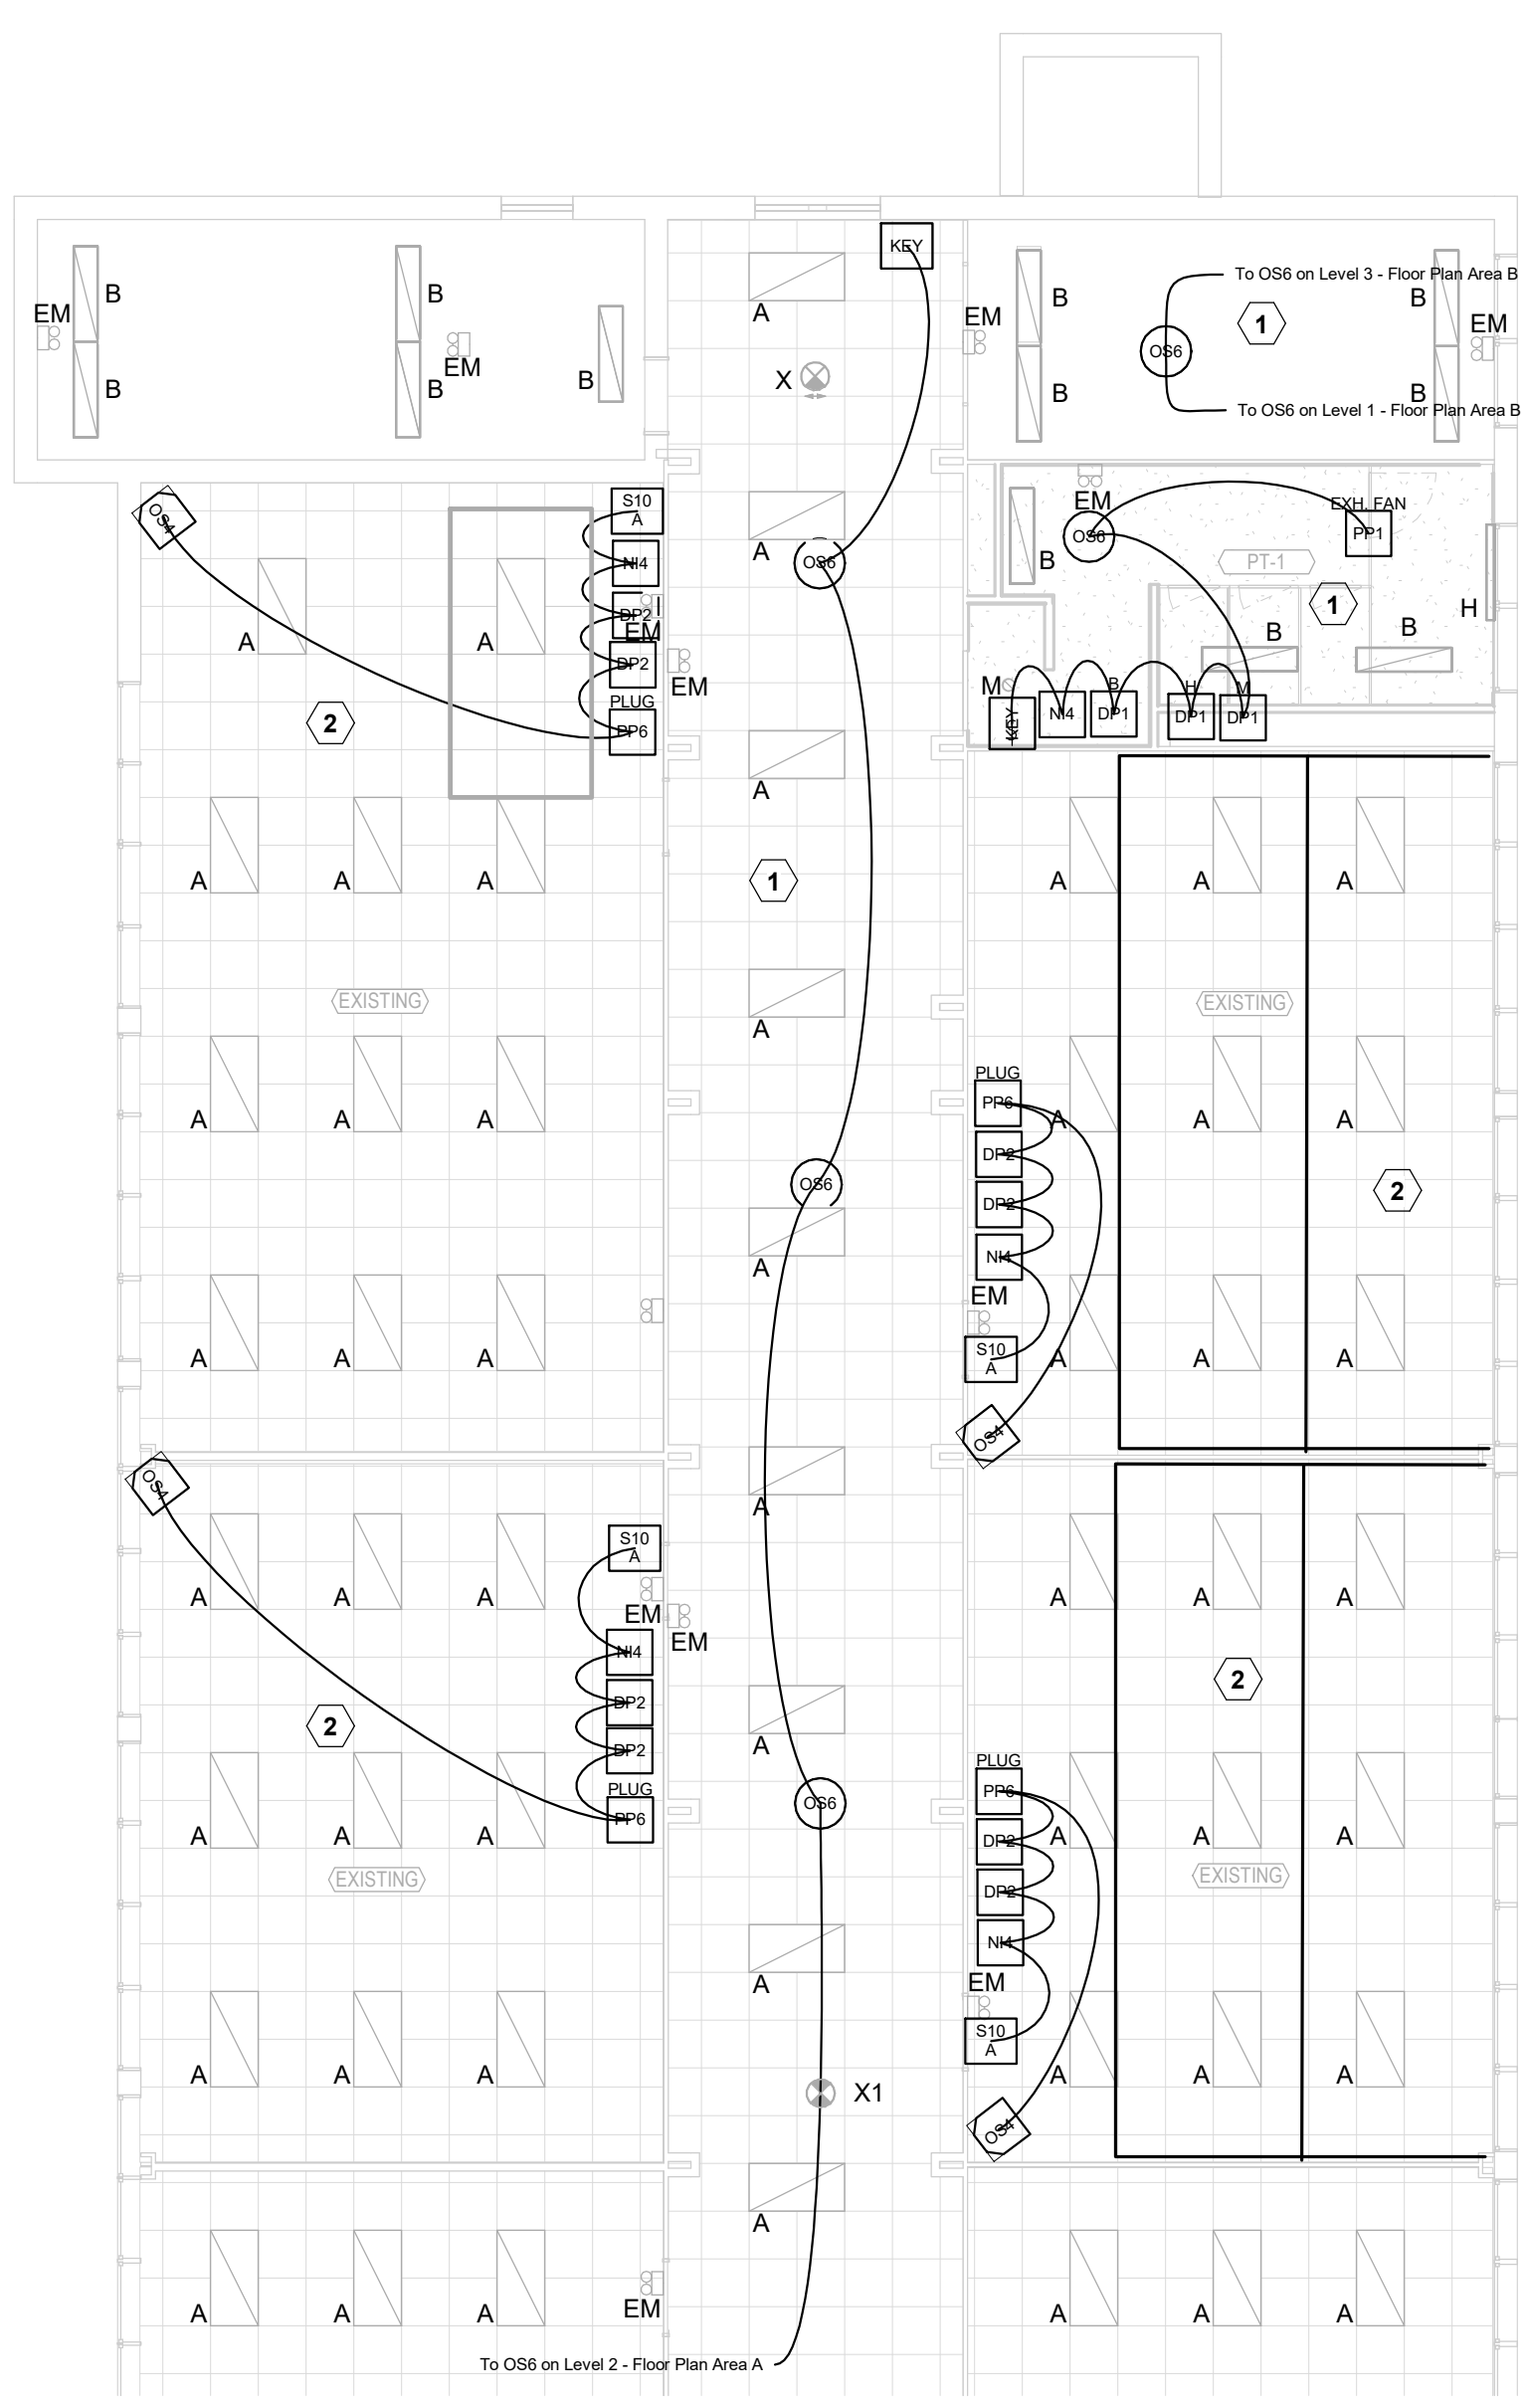 KEY
To OS6 on Level 3 - Floor Plan Area B
B
B
B
B
1
EM
EM
EM
A
OS6
EM
X
B
B
B
B
B
EM
To OS6 on Level 1 - Floor Plan Area B
OS4
S10
A
EM
EXH. FAN
OS6
PP1
A
OS6
NI4
B
PT-1
1
H
DP2
EM
A
A
B
B
DP2
EM
M
B
H
M
PLUG
2
PP6
KEY
NI4
DP1
DP1
DP1
A
A
A
A
1
A
A
A
EXISTING
EXISTING
A
PLUG
PP6
A
A
A
A
A
A
DP2
OS6
2
DP2
NI4
A
EM
S10
A
A
A
A
A
A
A
OS4
OS4
A
S10
A
A
A
A
EM
A
A
A
EM
NI4
2
DP2
2
A
DP2
PLUG
PLUG
PP6
OS6
PP6
A
A
A
DP2
A
A
A
EXISTING
EXISTING
DP2
NI4
A
EM
S10
A
A
A
A
A
A
A
X1
OS4
A
A
A
A
EM
A
A
A
To OS6 on Level 2 - Floor Plan Area A